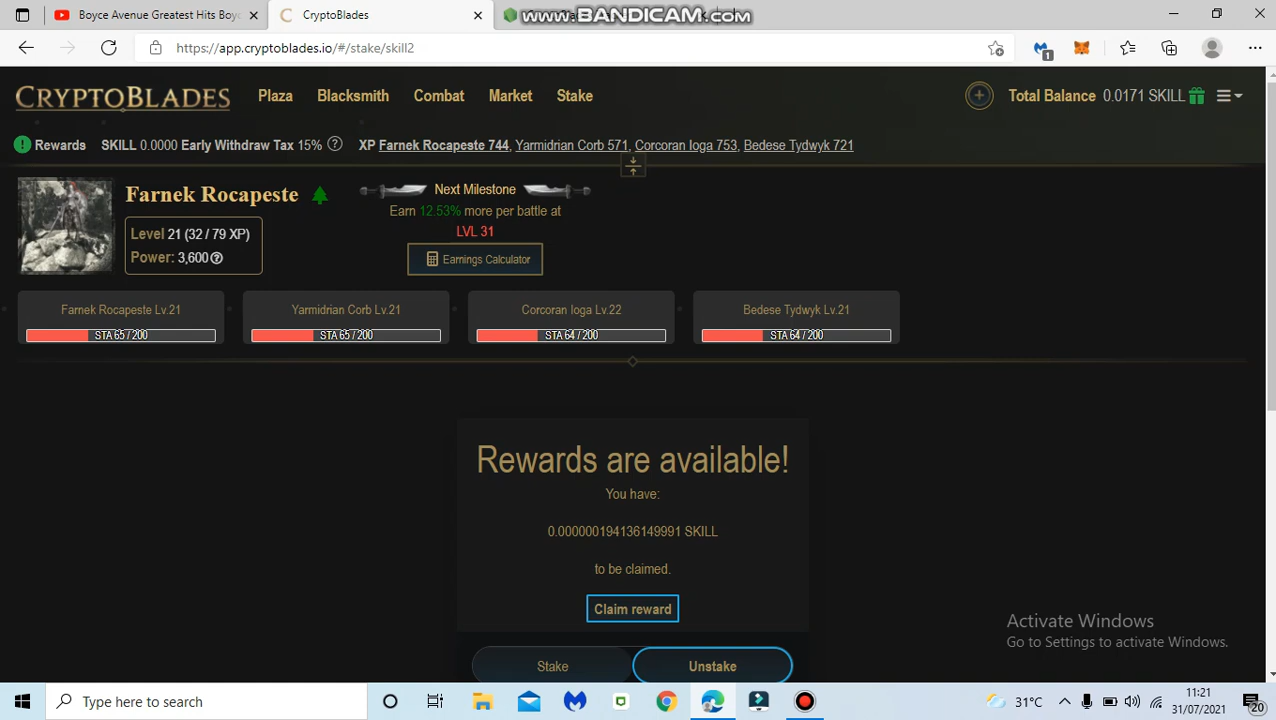 Boyce Avenue Greatest Hits Boy
CryptoBlades
www.BANDICAM.com
https://app.cryptoblades.io/#/stake/skill2
1
CRYPTOBLADES
Plaza Blacksmith Combat Market Stake
Total Balance 0.0171 SKILL
Rewards SKILL 0.0000 Early Withdraw Tax 15% ? XP Farnek Rocapeste 744, Yarmidrian Corb 571, Corcoran Ioga 753, Bedese Tydwyk 721
Farnek Rocapeste
Level 21 (32 / 79 XP)
Power: 3,600 ?
Next Milestone
Earn 12.53% more per battle at
LVL 31
Earnings Calculator
Farnek Rocapeste Lv.21
STA 65 / 200
Yarmidrian Corb Lv.21
STA 65 / 200
Corcoran Ioga Lv.22
STA 64 / 200
Bedese Tydwyk Lv.21
STA 64 / 200
Rewards are available!
You have:
0.000000194136149991 SKILL
to be claimed.
Claim reward
Stake
Unstake
Activate Windows
Go to Settings to activate Windows.
Type here to search
31°C
11:21
31/07/2021
20